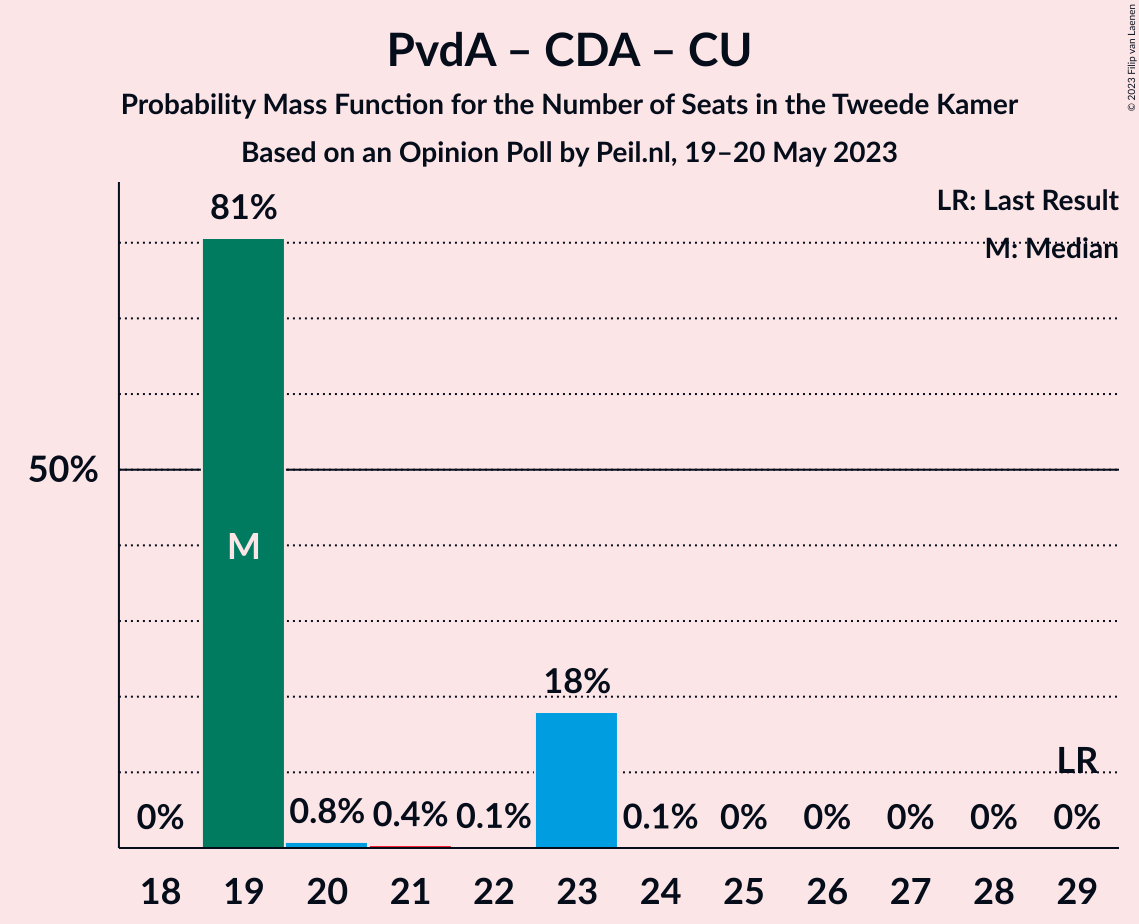 PvdA – CDA – CU
Probability Mass Function for the Number of Seats in the Tweede Kamer
Based on an Opinion Poll by Peil.nl, 19–20 May 2023
© 2023 Filip van Laenen
LR: Last Result
M: Median
81%
50%
M
18%
LR
0%
0.8%
0.4%
0.1%
0.1%
0%
0%
0%
0%
0%
18 19 20 21 22 23 24 25 26 27 28 29